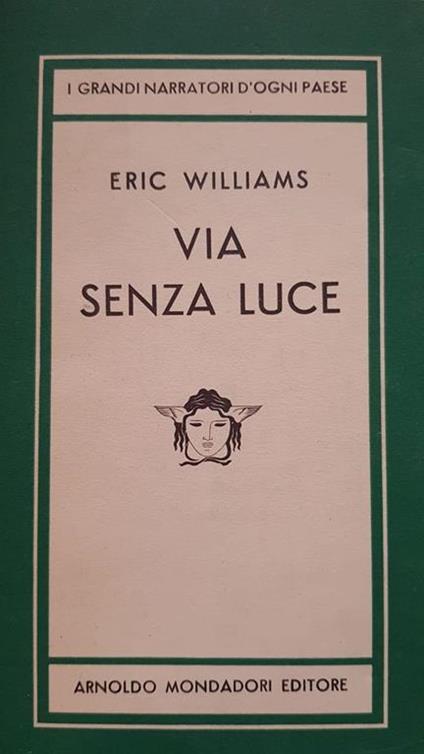 I GRANDI NARRATORI D'OGNI PAESE
ERIC WILLIAMS
VIA
SENZA LUCE
ARNOLDO MONDADORI EDITORE